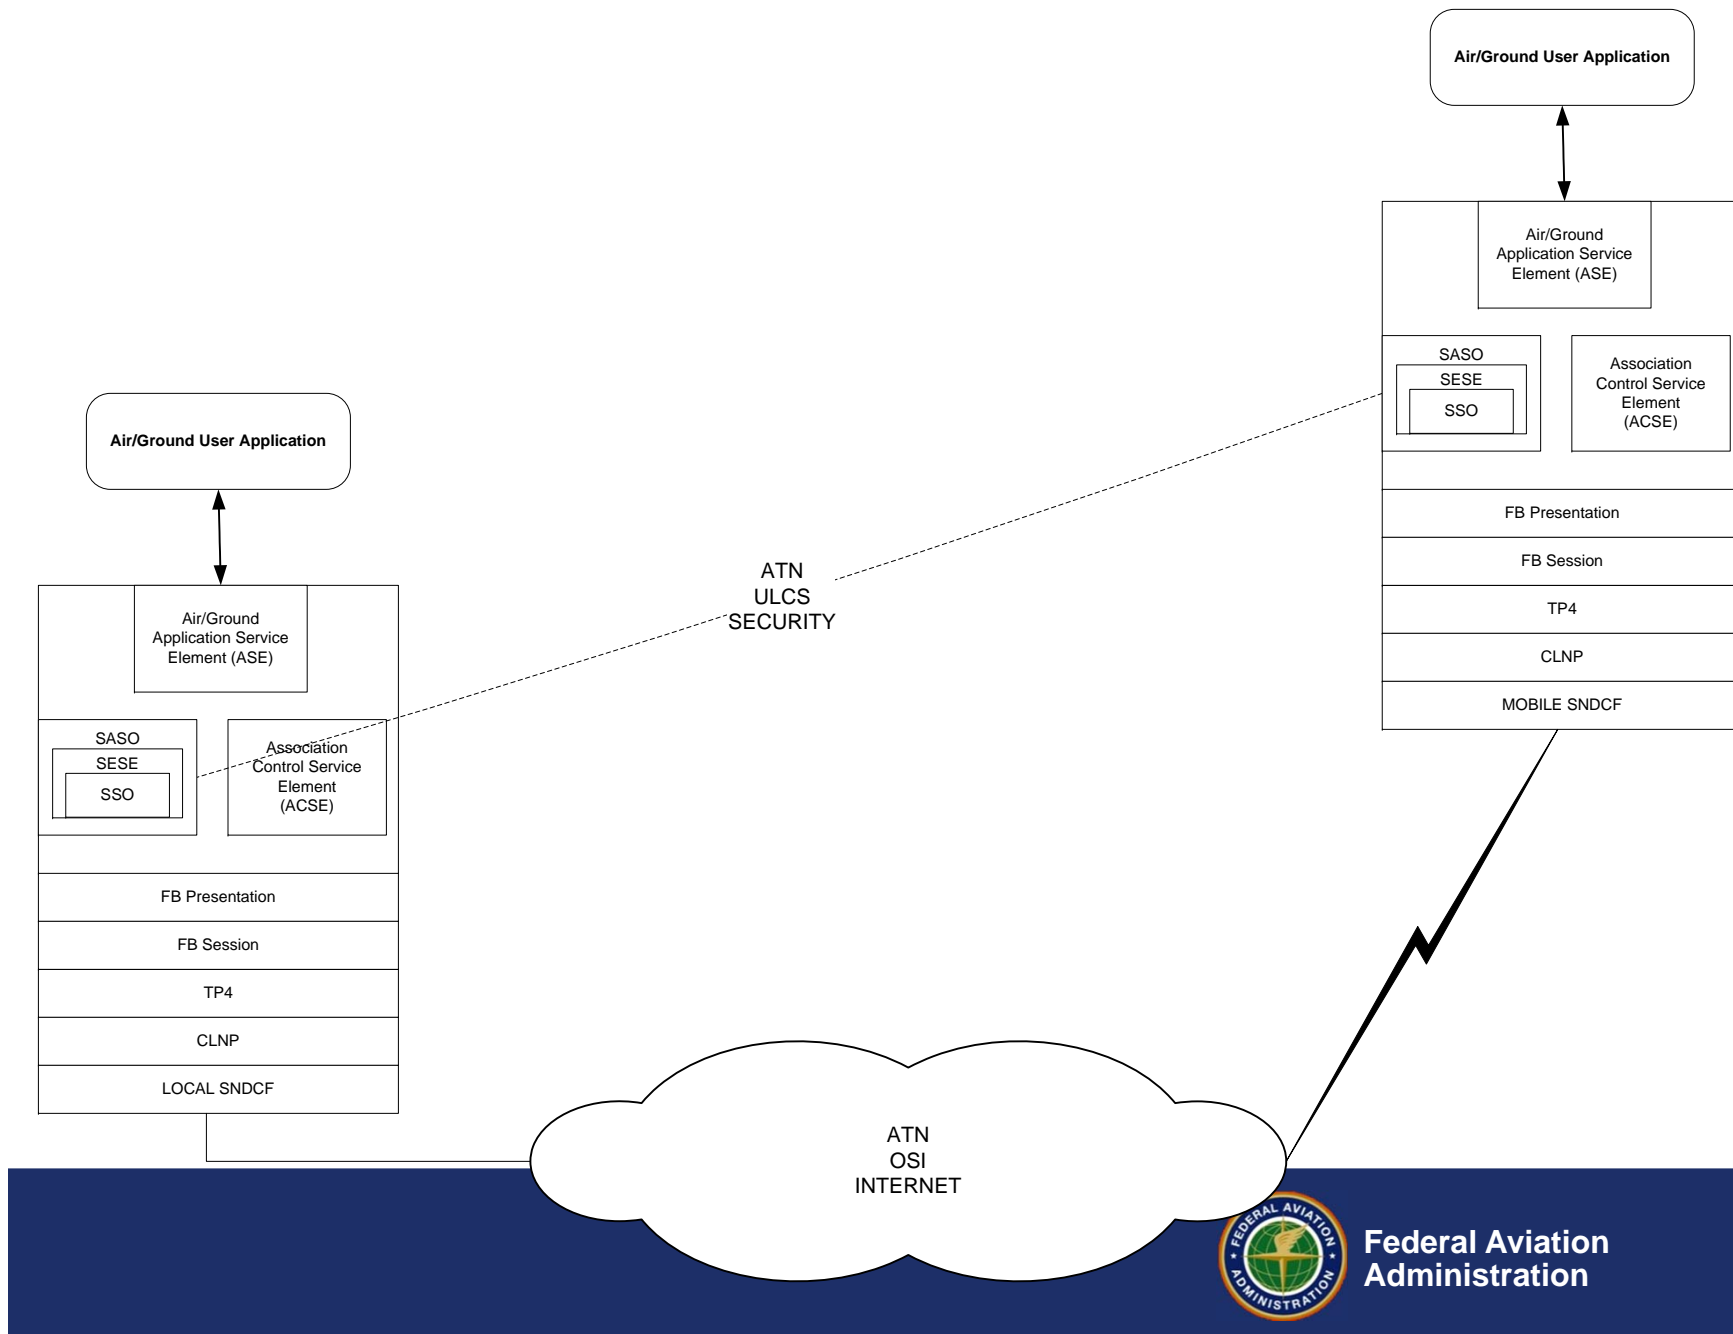 Air/Ground User Application
Air/Ground
Application Service
Element (ASE)
SASO
SESE
SSO
Association
Control Service
Element
(ACSE)
FB Presentation
FB Session
TP4
CLNP
MOBILE SNDCF
Air/Ground User Application
Air/Ground
Application Service
Element (ASE)
SASO
SESE
SSO
Association
Control Service
Element
(ACSE)
FB Presentation
FB Session
TP4
CLNP
LOCAL SNDCF
ATN
ULCS
SECURITY
ATN
OSI
INTERNET
FEDERAL AVIATION
ADMINISTRATION
Federal Aviation
Administration